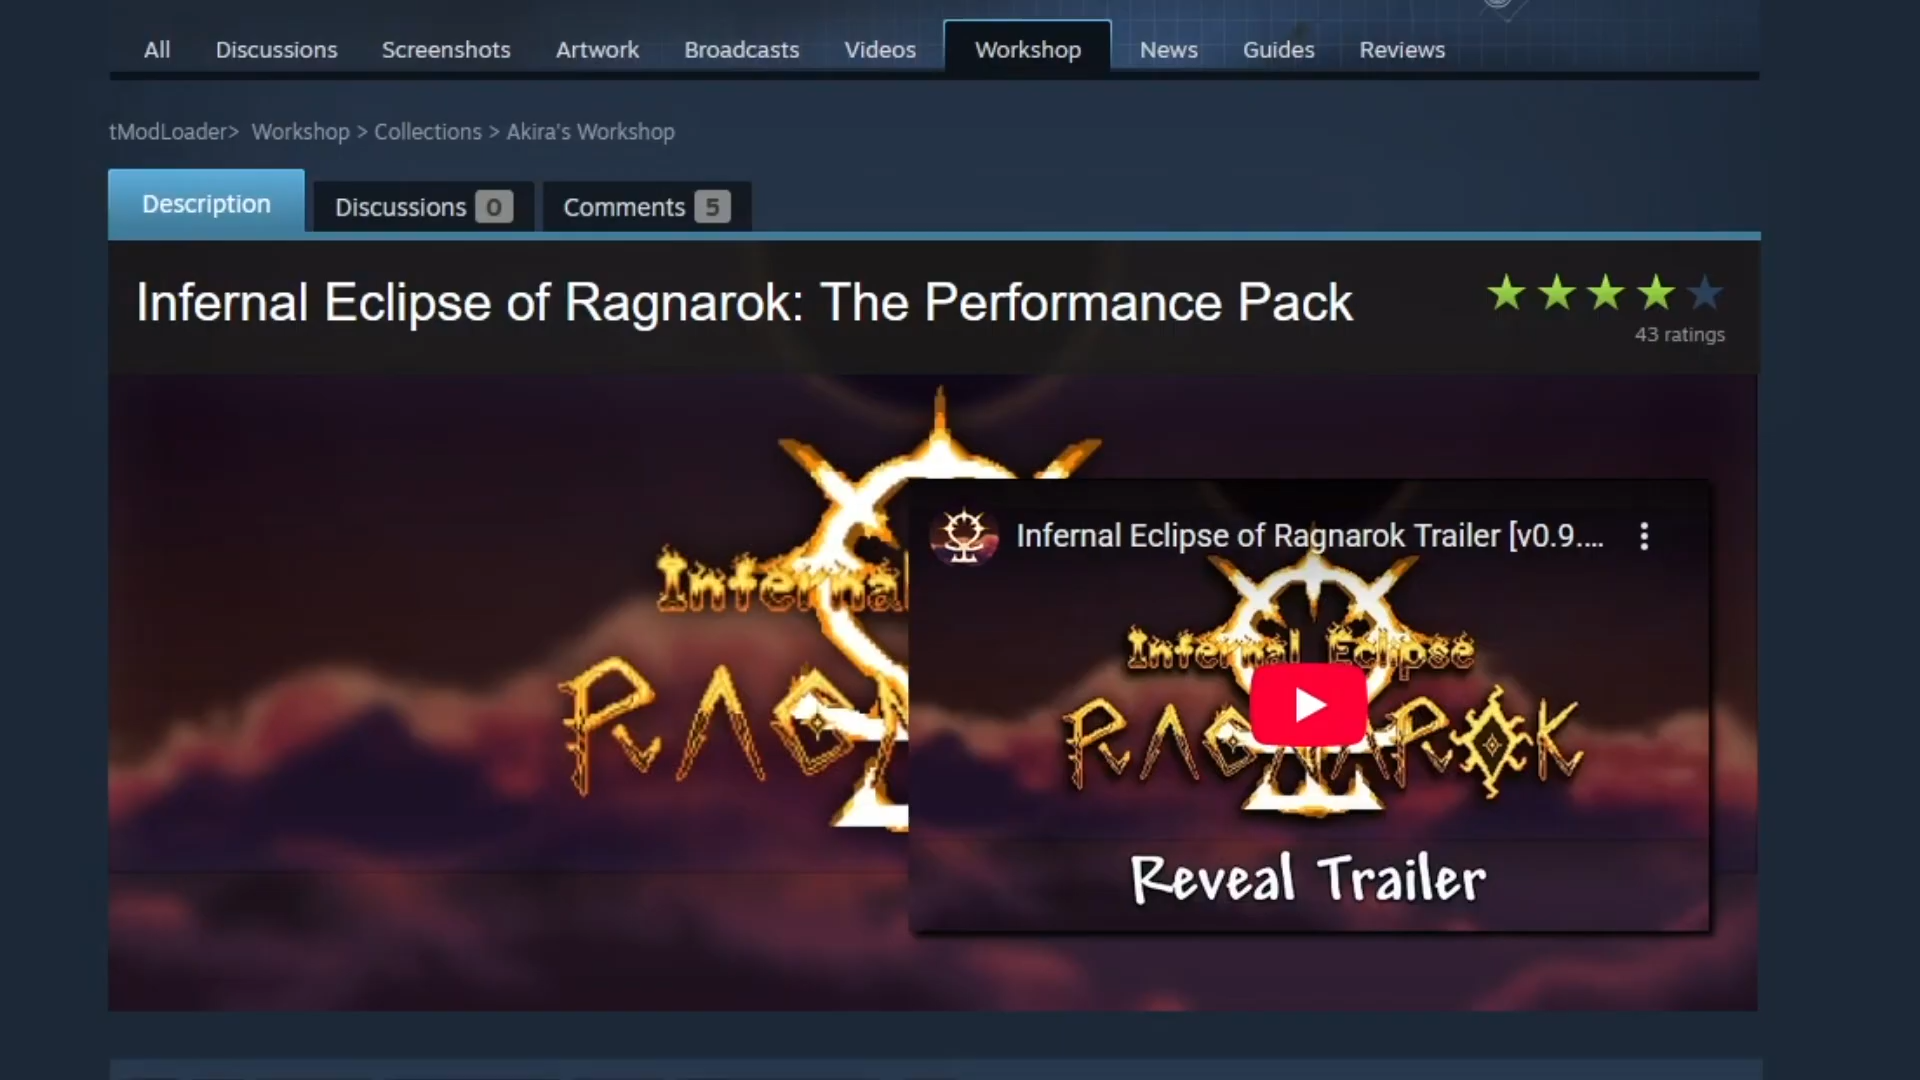 All Discussions Screenshots Artwork Broadcasts Videos Workshop News Guides Reviews
tModLoader> Workshop > Collections > Akira's Workshop
Description Discussions 0 Comments 5
Infernal Eclipse of Ragnarok: The Performance Pack
43 ratings
Infernal
Infernal Eclipse of Ragnarok Trailer [v0.9....
Infernal Eclipse
RAGNAROK
Reveal Trailer